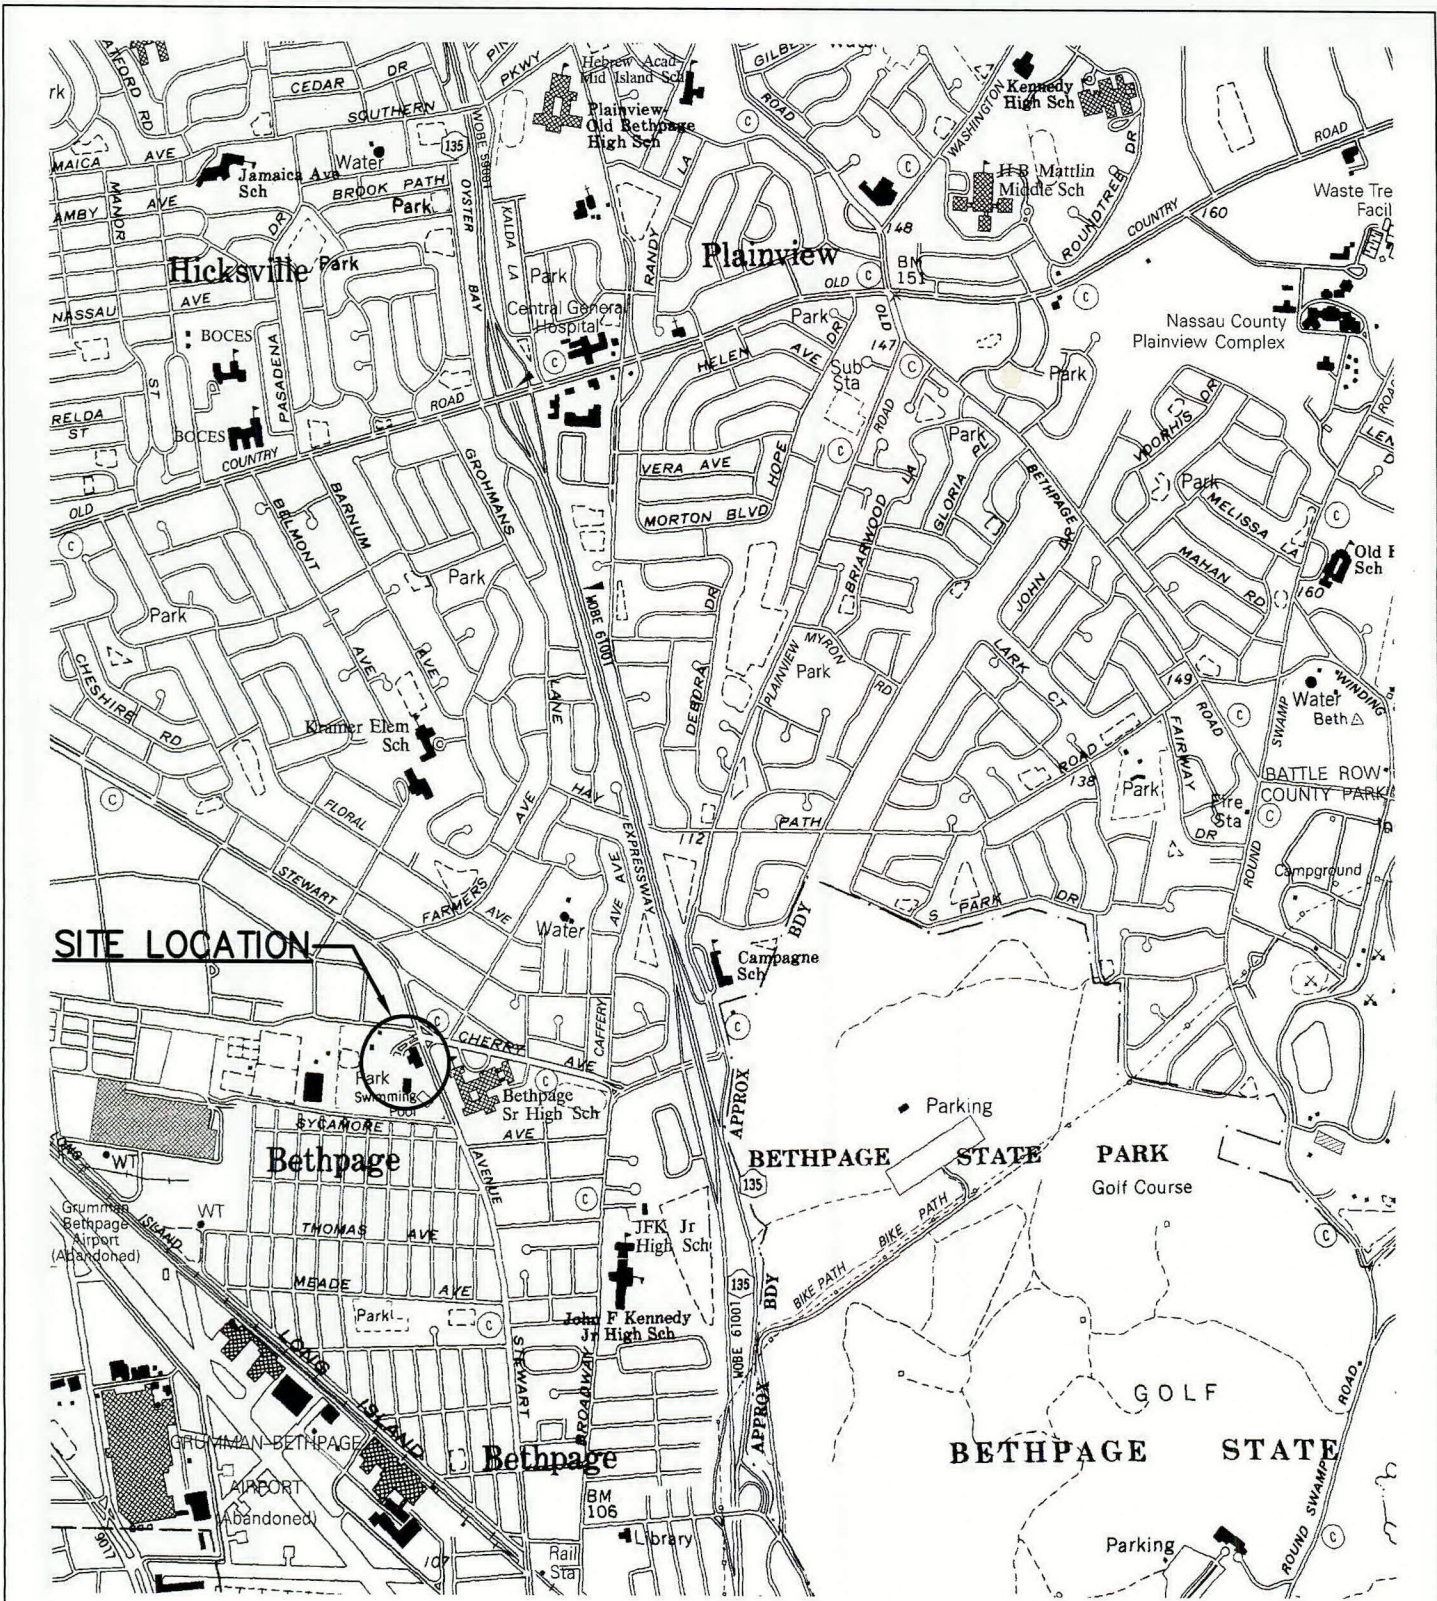 CEDAR DR
SOUTHERN
PKWY
Hebrew Acad
Mid Island Sch
Plainview-
Old Bethpage
High Sch
ROAD
WASHINGTON
Kennedy
High Sch
H B Mattlin
Middle Sch
ROUNDTREE DR
COUNTRY
ROAD
160
Waste Tre
Facil
MAICA AVE
Jamaica Ave
Sch
Water
BROOK PATH
Park
135
OYSTER
BAY
KALDA LA
AMBY AVE
MANOR
DR
Hicksville
Park
Park
RANDY
LA
Plainview
148
BM
151
OLD
OLD
147
NASSAU AVE
BOCES
PASADENA
ST
RELDA
ST
BOCES
Central General
Hospital
HELEN AVE
Park
DR
Sub
Sta
ROAD
Park
Nassau County
Plainview Complex
ROAD
COUNTRY
OLD
VERA AVE
HOPE
MORTON BLVD
Park
BRIARWOOD LA
GLORIA PL
BETHPAGE
VOORHIS DR
Park
MELISSA LA
MAHAN RD
160
Sch
BELMONT
BARNUM
GROHMANS
Park
Park
JOHN DR
DEBORA DR
PLAINVIEW
MYRON
RD
Park
LARK CT
149
ROAD
FAIRWAY
DR
SWAMP
WINDING
Water
Beth
CHESHIRE RD
AVE
AVE
LANE
Kramer Elem
Sch
ROAD
138
Park
BATTLE ROW
COUNTY PARK
Fire
Sta
FLORAL
AVE
HAY
EXPRESSWAY
112
PATH
ROUND
Campground
STEWART
FARMERS
AVE
AVE
AVE
Water
S PARK DR
BDY
SITE LOCATION
Campagne
Sch
CHERRY AVE
CAFFERY
Park
Swimming
Pool
Bethpage
Sr High Sch
APPROX
Parking
SYCAMORE
AVE
Bethpage
AVENUE
BETHPAGE STATE PARK
Golf Course
135
WT
WT
Grumman
Bethpage
Airport
(Abandoned)
ISLAND
THOMAS AVE
MEADE AVE
Park
JFK Jr
High Sch
BIKE PATH
BIKE PATH
135
BDY
John F Kennedy
Jr High Sch
LONG
ISLAND
STEWART
BROADWAY
APPROX
GOLF
ROAD
GRUMMAN-BETHPAGE
AIRPORT
(Abandoned)
Bethpage
BETHPAGE STATE
BM
106
Library
Rail
Sta
107
Parking
ROUND SWAMP